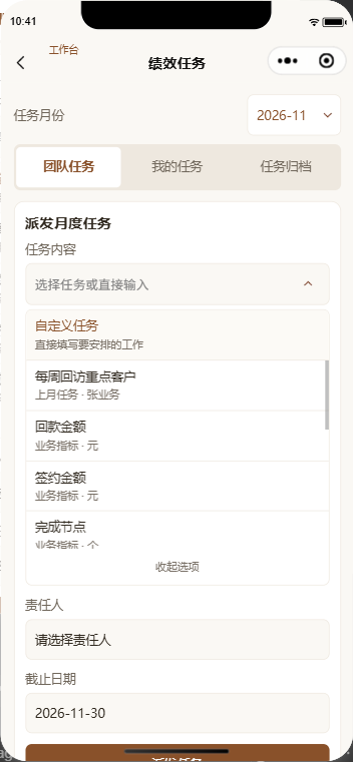 10:41
工作台
绩效任务
任务月份
2026-11
团队任务
我的任务
任务归档
派发月度任务
任务内容
选择任务或直接输入
自定义任务
直接填写要安排的工作
每周回访重点客户
上月任务 · 张业务
回款金额
业务指标 · 元
签约金额
业务指标 · 元
完成节点
业务指标 · 个
收起选项
责任人
请选择责任人
截止日期
2026-11-30